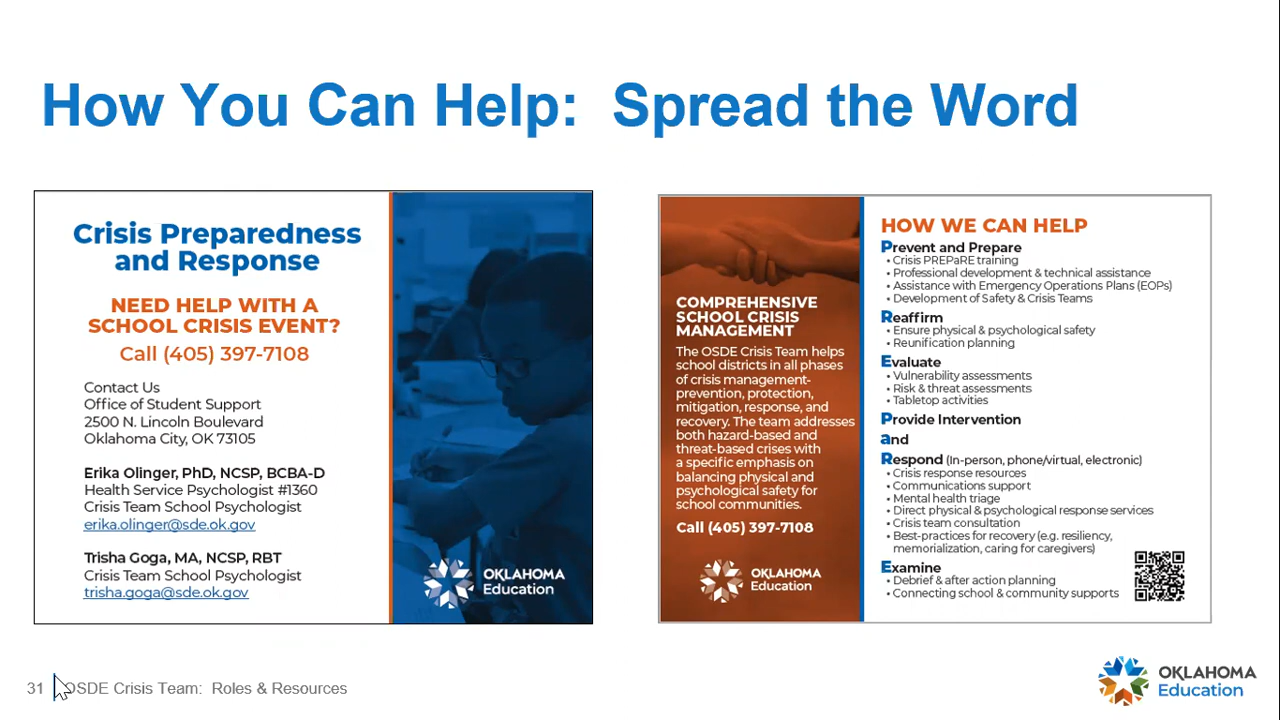 How You Can Help: Spread the Word
Crisis Preparedness
and Response
NEED HELP WITH A
SCHOOL CRISIS EVENT?
Call (405) 397-7108
Contact Us
Office of Student Support
2500 N. Lincoln Boulevard
Oklahoma City, OK 73105
Erika Olinger, PhD, NCSP, BCBA-D
Health Service Psychologist #1360
Crisis Team School Psychologist
erika.olinger@sde.ok.gov
Trisha Goga, MA, NCSP, RBT
Crisis Team School Psychologist
trisha.goga@sde.ok.gov
OKLAHOMA
Education
COMPREHENSIVE
SCHOOL CRISIS
MANAGEMENT
The OSDE Crisis Team helps
school districts in all phases
of crisis management-
prevention, protection,
mitigation, response, and
recovery. The team addresses
both hazard-based and
threat-based crises with
a specific emphasis on
balancing physical and
psychological safety for
school communities.
Call (405) 397-7108
OKLAHOMA
Education
HOW WE CAN HELP
Prevent and Prepare
• Crisis PREPaRE training
• Professional development & technical assistance
• Assistance with Emergency Operations Plans (EOPs)
• Development of Safety & Crisis Teams
Reaffirm
• Ensure physical & psychological safety
• Reunification planning
Evaluate
• Vulnerability assessments
• Risk & threat assessments
• Tabletop activities
Provide Intervention
and
Respond (In-person, phone/virtual, electronic)
• Crisis response resources
• Communications support
• Mental health triage
• Direct physical & psychological response services
• Crisis team consultation
• Best-practices for recovery (e.g. resiliency,
memorialization, caring for caregivers)
Examine
• Debrief & after action planning
• Connecting school & community supports
31 OSDE Crisis Team: Roles & Resources
OKLAHOMA
Education